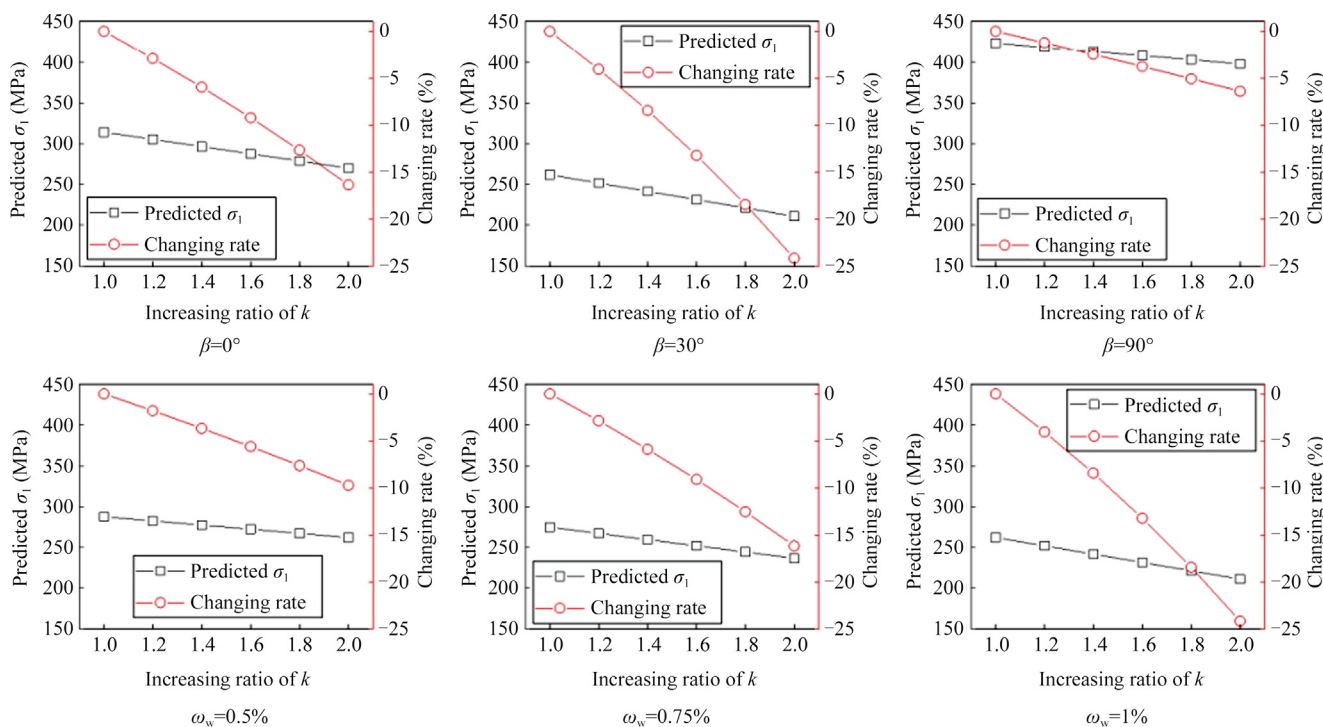 450
400
350
300
250
200
150
Predicted σ₁ (MPa)
0
−5
−10
−15
−20
−25
Changing rate (%)
Predicted σ₁
Changing rate
1.0 1.2 1.4 1.6 1.8 2.0
Increasing ratio of k
β=0°
450
400
350
300
250
200
150
Predicted σ₁ (MPa)
0
−5
−10
−15
−20
−25
Changing rate (%)
Predicted σ₁
Changing rate
1.0 1.2 1.4 1.6 1.8 2.0
Increasing ratio of k
β=30°
450
400
350
300
250
200
150
Predicted σ₁ (MPa)
0
−5
−10
−15
−20
−25
Changing rate (%)
Predicted σ₁
Changing rate
1.0 1.2 1.4 1.6 1.8 2.0
Increasing ratio of k
β=90°
450
400
350
300
250
200
150
Predicted σ₁ (MPa)
0
−5
−10
−15
−20
−25
Changing rate (%)
Predicted σ₁
Changing rate
1.0 1.2 1.4 1.6 1.8 2.0
Increasing ratio of k
ω_w=0.5%
450
400
350
300
250
200
150
Predicted σ₁ (MPa)
0
−5
−10
−15
−20
−25
Changing rate (%)
Predicted σ₁
Changing rate
1.0 1.2 1.4 1.6 1.8 2.0
Increasing ratio of k
ω_w=0.75%
450
400
350
300
250
200
150
Predicted σ₁ (MPa)
0
−5
−10
−15
−20
−25
Changing rate (%)
Predicted σ₁
Changing rate
1.0 1.2 1.4 1.6 1.8 2.0
Increasing ratio of k
ω_w=1%